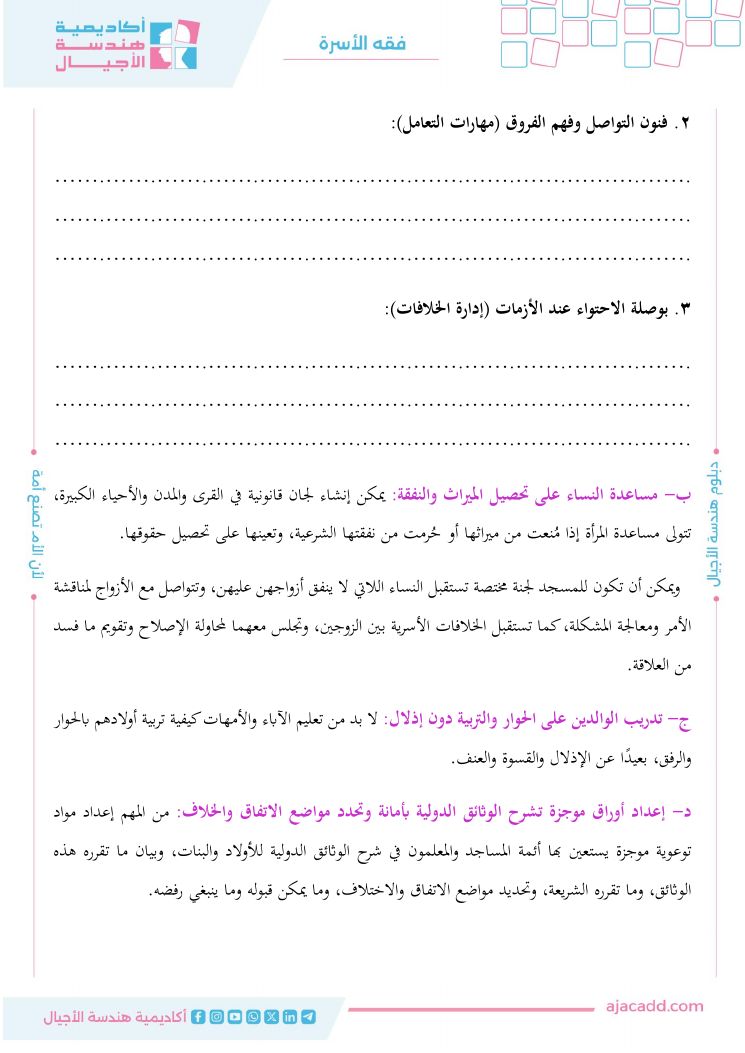 أكاديمية
هندسة
الأجيال
فقه الأسرة
٢. فنون التواصل وفهم الفروق (مهارات التعامل):
................................................................................
................................................................................
................................................................................
٣. بوصلة الاحتواء عند الأزمات (إدارة الخلافات):
................................................................................
................................................................................
................................................................................
ب– مساعدة النساء على تحصيل الميراث والنفقة: يمكن إنشاء لجان قانونية في القرى والمدن والأحياء الكبيرة،
تتولى مساعدة المرأة إذا مُنعت من ميراثها أو حُرمت من نفقتها الشرعية، وتعينها على تحصيل حقوقها.
ويمكن أن تكون للمسجد لجنة مختصة تستقبل النساء اللاتي لا ينفق أزواجهن عليهن، وتتواصل مع الأزواج لمناقشة
الأمر ومعالجة المشكلة، كما تستقبل الخلافات الأسرية بين الزوجين، وتجلس معهما لمحاولة الإصلاح وتقويم ما فسد
من العلاقة.
ج– تدريب الوالدين على الحوار والتربية دون إذلال: لا بد من تعليم الآباء والأمهات كيفية تربية أولادهم بالحوار
والرفق، بعيدًا عن الإذلال والقسوة والعنف.
د– إعداد أوراق موجزة تشرح الوثائق الدولية بأمانة وتحدد مواضع الاتفاق والخلاف: من المهم إعداد مواد
توعوية موجزة يستعين بها أئمة المساجد والمعلمون في شرح الوثائق الدولية للأولاد والبنات، وبيان ما تقرره هذه
الوثائق، وما تقرره الشريعة، وتحديد مواضع الاتفاق والاختلاف، وما يمكن قبوله وما ينبغي رفضه.
دبلوم هندسة الأجيال
لأن الأم.. تصنع أمة
ajacadd.com
أكاديمية هندسة الأجيال